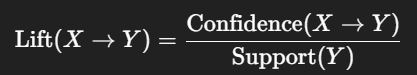 Lift(X → Y) = Confidence(X → Y) / Support(Y)